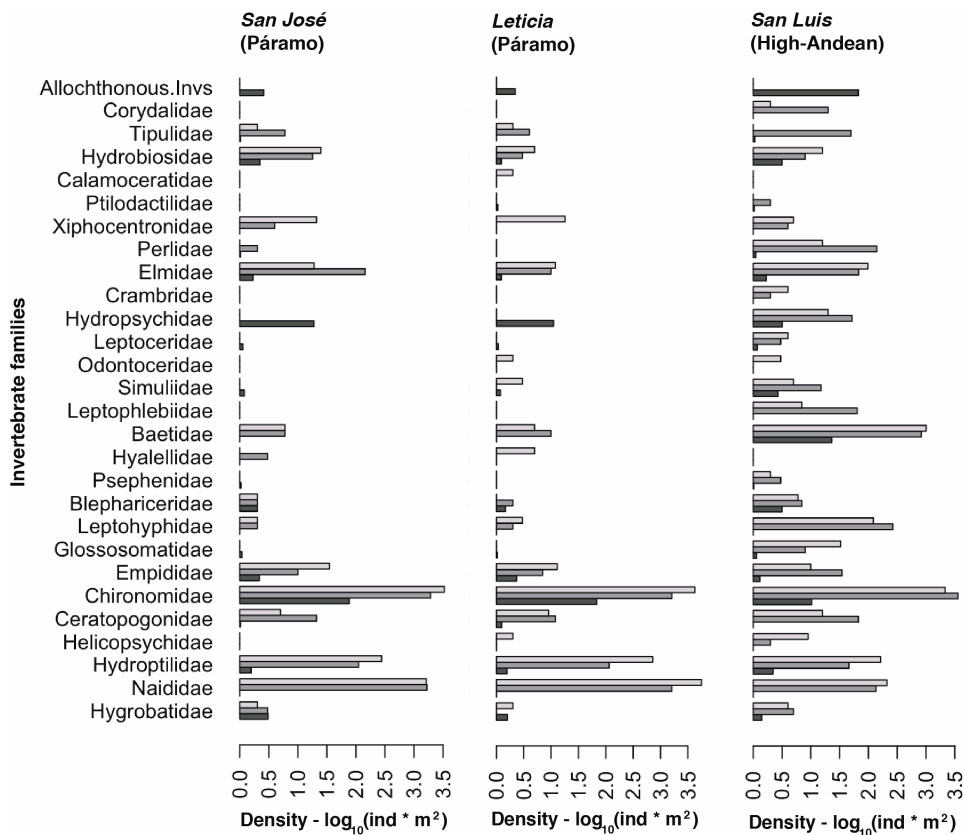 San José
(Páramo)
Leticia
(Páramo)
San Luis
(High-Andean)
Invertebrate families
Allochthonous.Invs
Corydalidae
Tipulidae
Hydrobiosidae
Calamoceratidae
Ptilodactilidae
Xiphocentronidae
Perlidae
Elmidae
Crambridae
Hydropsychidae
Leptoceridae
Odontoceridae
Simuliidae
Leptophlebiidae
Baetidae
Hyalellidae
Psephenidae
Blephariceridae
Leptohyphidae
Glossosomatidae
Empididae
Chironomidae
Ceratopogonidae
Helicopsychidae
Hydroptilidae
Naididae
Hygrobatidae
0.0 0.5 1.0 1.5 2.0 2.5 3.0 3.5
0.0 0.5 1.0 1.5 2.0 2.5 3.0 3.5
0.0 0.5 1.0 1.5 2.0 2.5 3.0 3.5
Density - log₁₀(ind * m²)
Density - log₁₀(ind * m²)
Density - log₁₀(ind * m²)